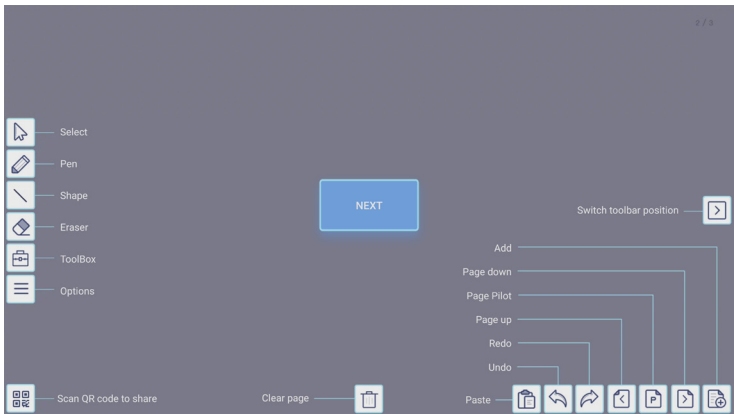 2 / 3
Select
Pen
Shape
NEXT
Switch toolbar position
Eraser
Add
ToolBox
Page down
Options
Page Pilot
Page up
Redo
Undo
Scan QR code to share
Clear page
Paste
P